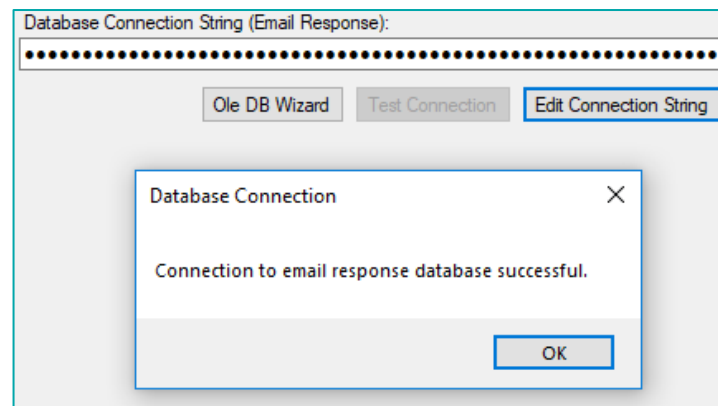 Database Connection String (Email Response):
Ole DB Wizard Test Connection Edit Connection String
Database Connection
Connection to email response database successful.
OK